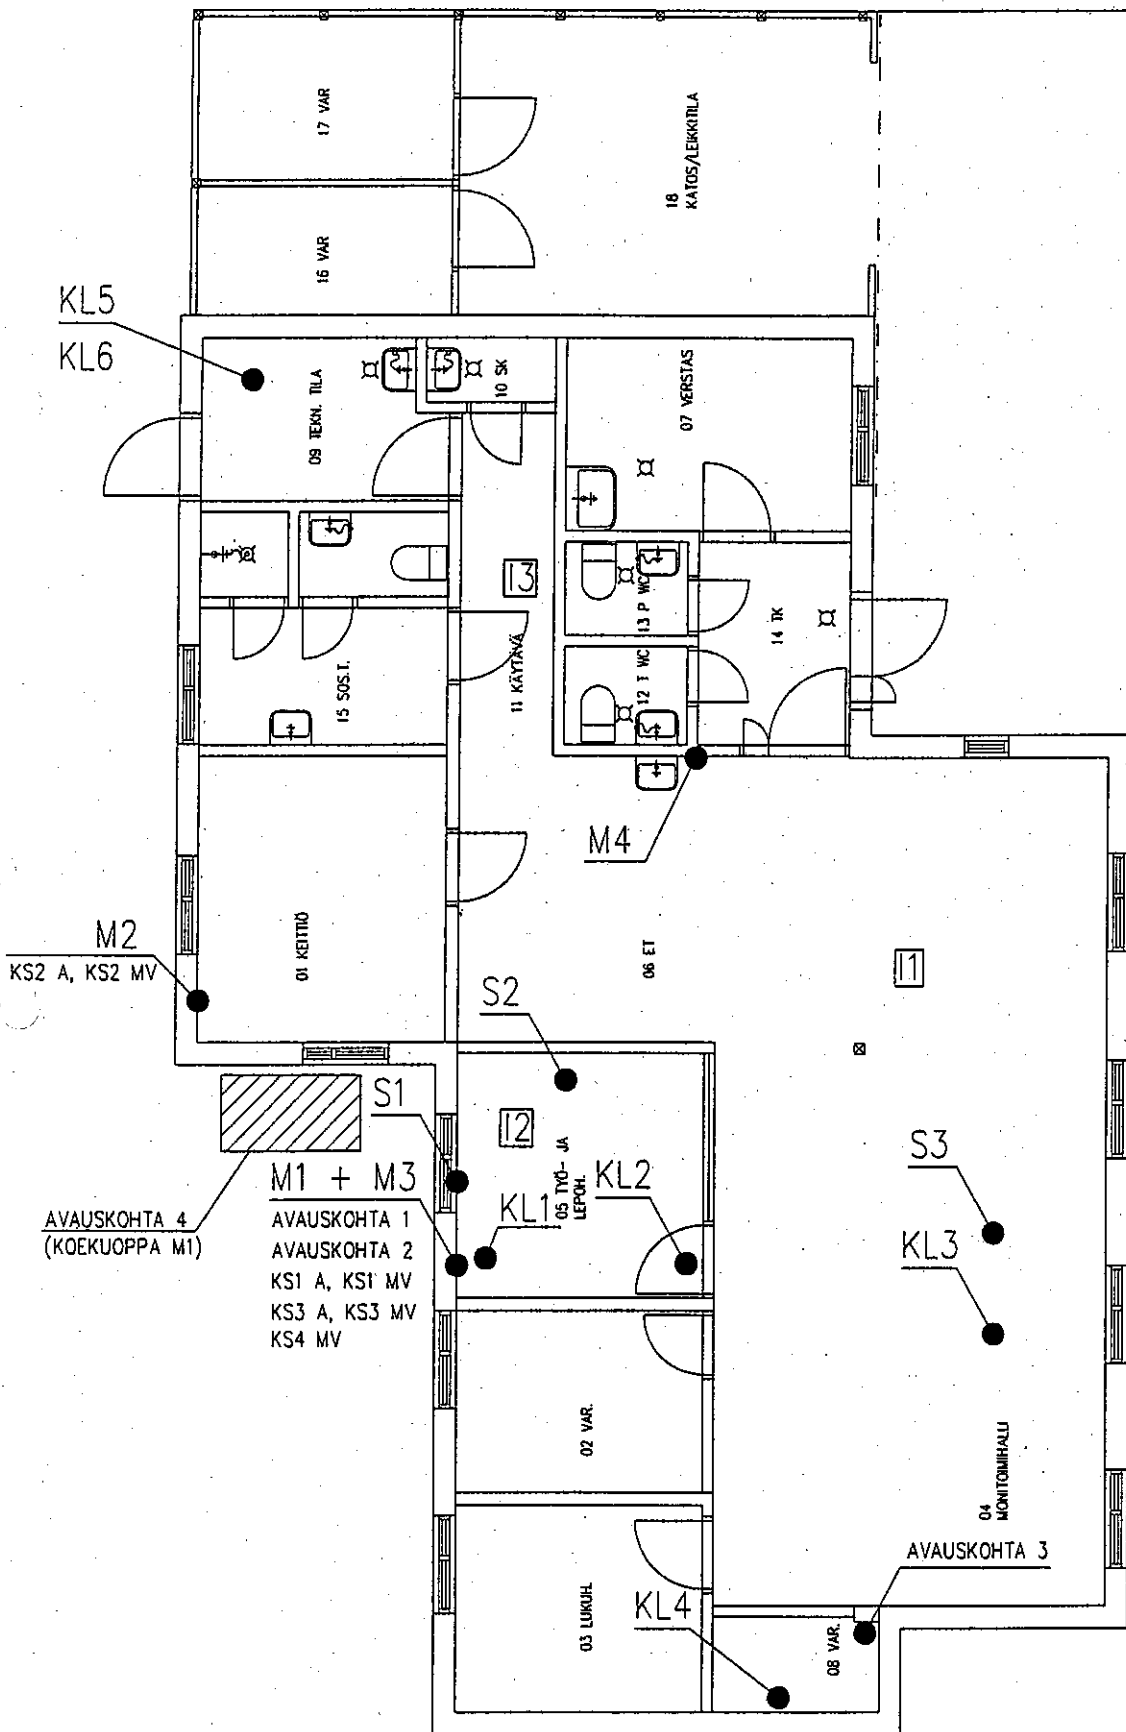 17 VAR
18
KATOS/LEIKKITILA
16 VAR
KL5
KL6
09 TEKN. TILA
10 SK
07 VERSTAS
13
13 P WC
14 TK
11 KÄYTÄVÄ
12 T WC
15 SOS.T.
M4
M2
KS2 A, KS2 MV
01 KEITTIÖ
06 ET
11
S2
S1
12
M1 + M3
AVAUSKOHTA 1
AVAUSKOHTA 2
KS1 A, KS1 MV
KS3 A, KS3 MV
KS4 MV
05 TYÖ- JA
LEPOH.
KL1
KL2
S3
KL3
AVAUSKOHTA 4
(KOEKUOPPA M1)
02 VAR.
04
MONITOIMIHALLI
AVAUSKOHTA 3
03 LUKUH.
KL4
08 VAR.